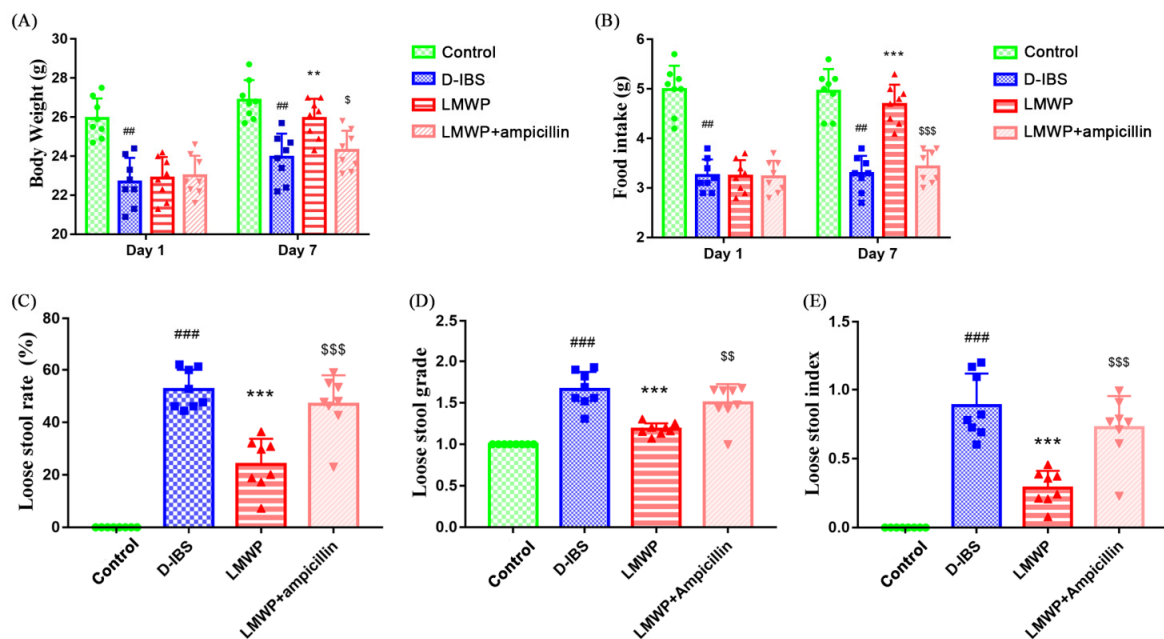 (A)
Body Weight (g)
30
28
26
24
22
20
##
##
**
$
Day 1
Day 7
Control
D-IBS
LMWP
LMWP+ampicillin
(B)
Food intake (g)
6
5
4
3
2
##
##
***
$$$
Day 1
Day 7
Control
D-IBS
LMWP
LMWP+ampicillin
(C)
Loose stool rate (%)
80
60
40
20
0
###
***
$$$
Control
D-IBS
LMWP
LMWP+ampicillin
(D)
Loose stool grade
2.5
2.0
1.5
1.0
0.5
0.0
###
***
$$
Control
D-IBS
LMWP
LMWP+Ampicillin
(E)
Loose stool index
1.5
1.0
0.5
0.0
###
***
$$$
Control
D-IBS
LMWP
LMWP+Ampicillin